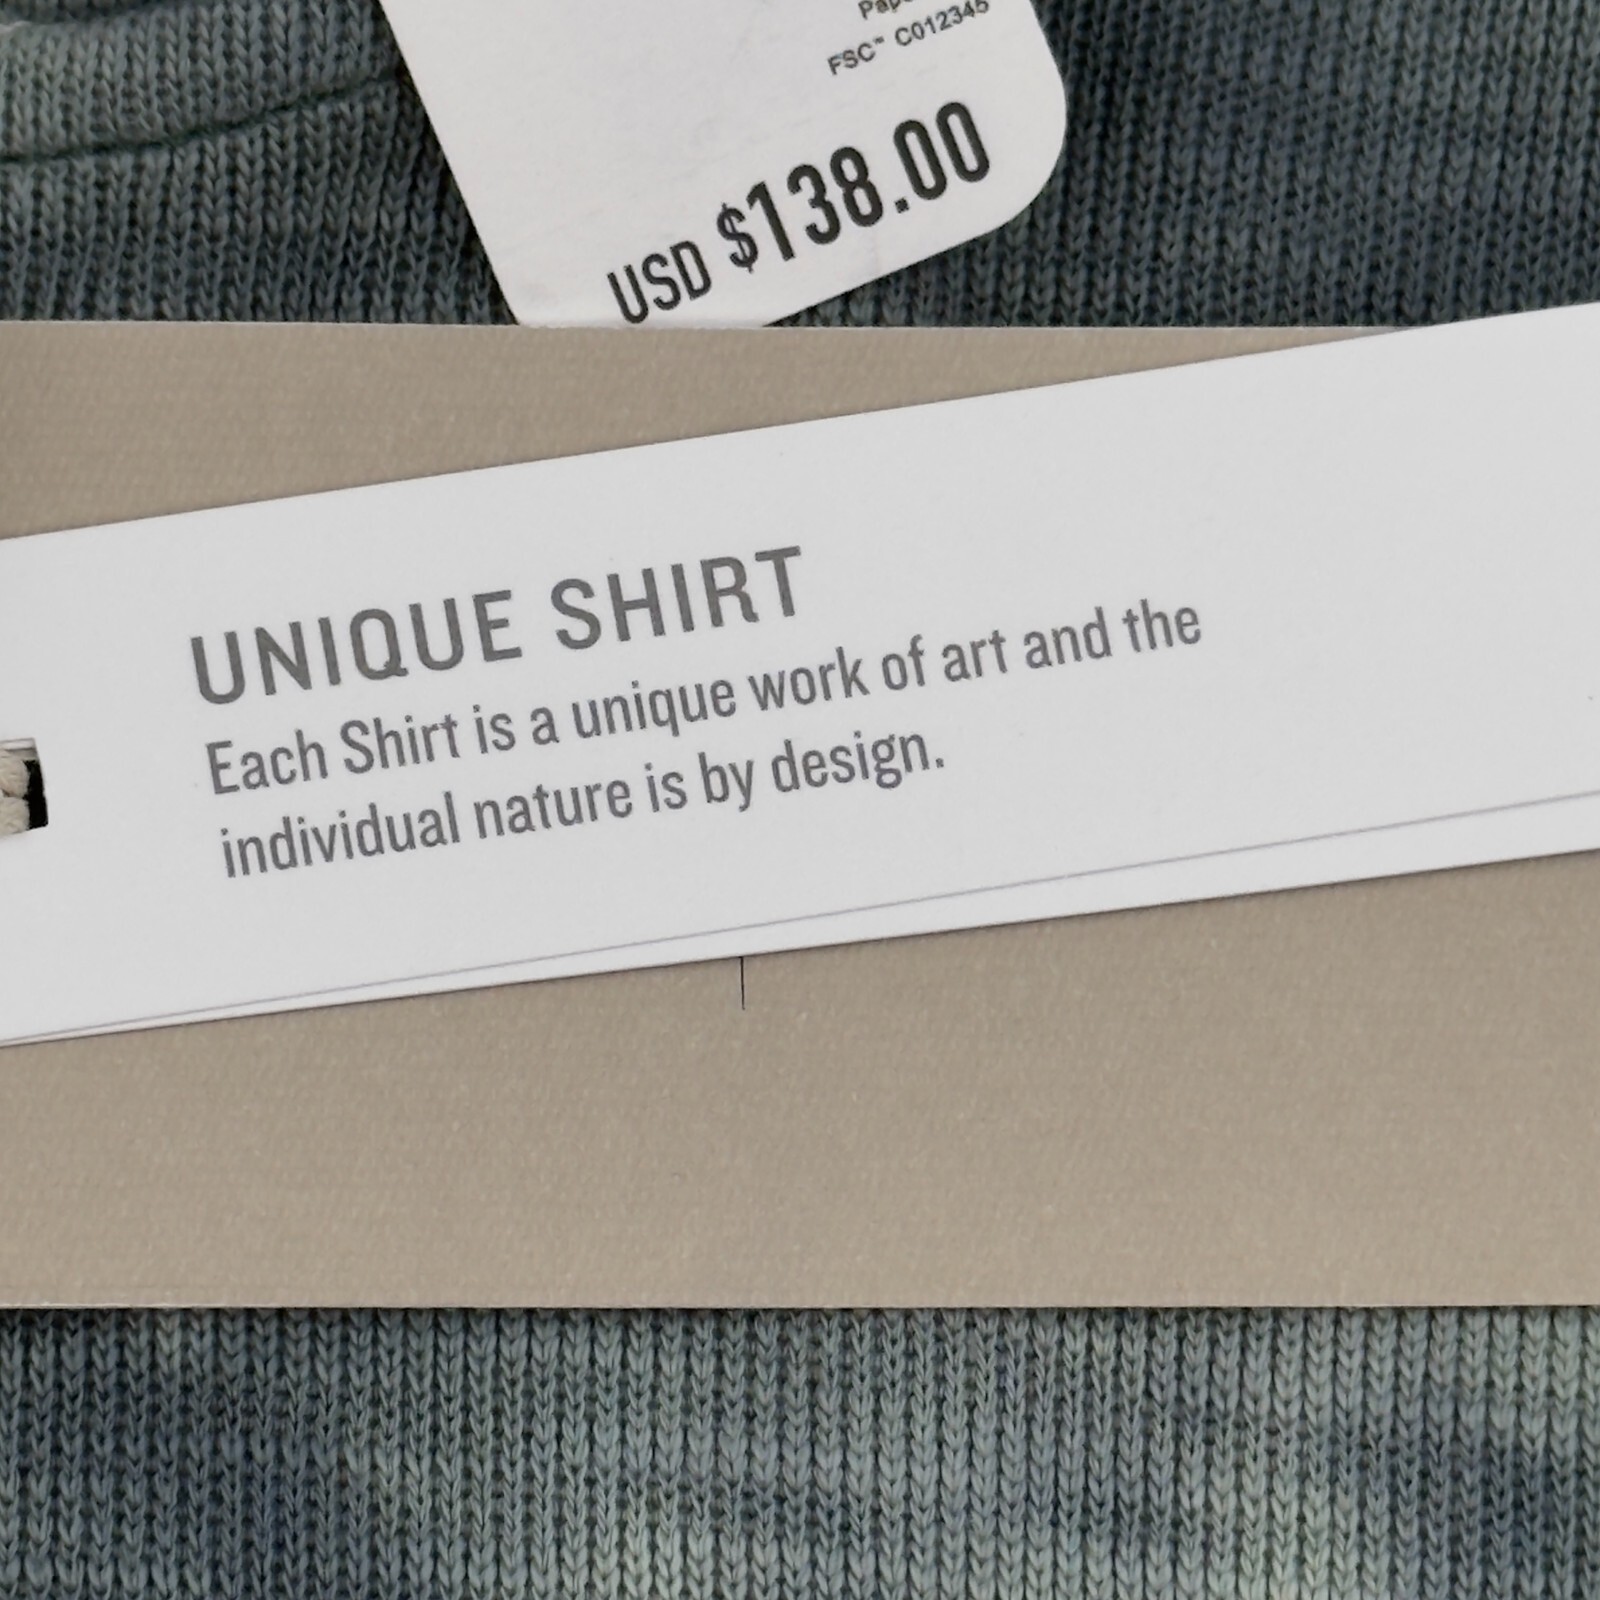 FSC™ C012345
USD $138.00
UNIQUE SHIRT
Each Shirt is a unique work of art and the
individual nature is by design.